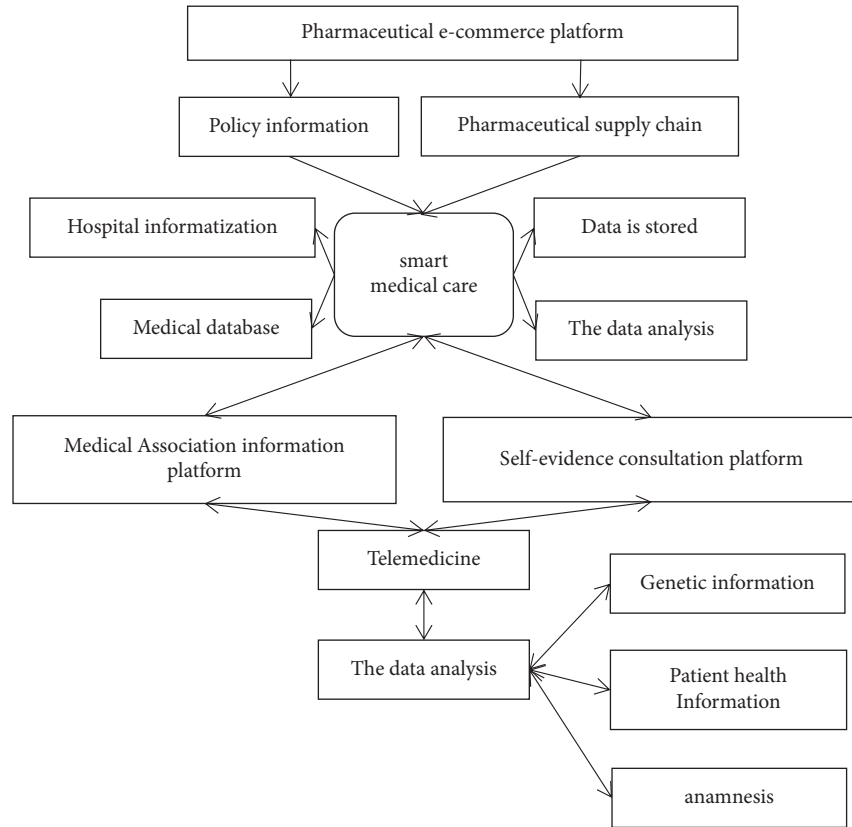 Pharmaceutical e-commerce platform
Policy information
Pharmaceutical supply chain
Hospital informatization
Data is stored
smart
medical care
Medical database
The data analysis
Medical Association information
platform
Self-evidence consultation platform
Telemedicine
Genetic information
The data analysis
Patient health
Information
anamnesis